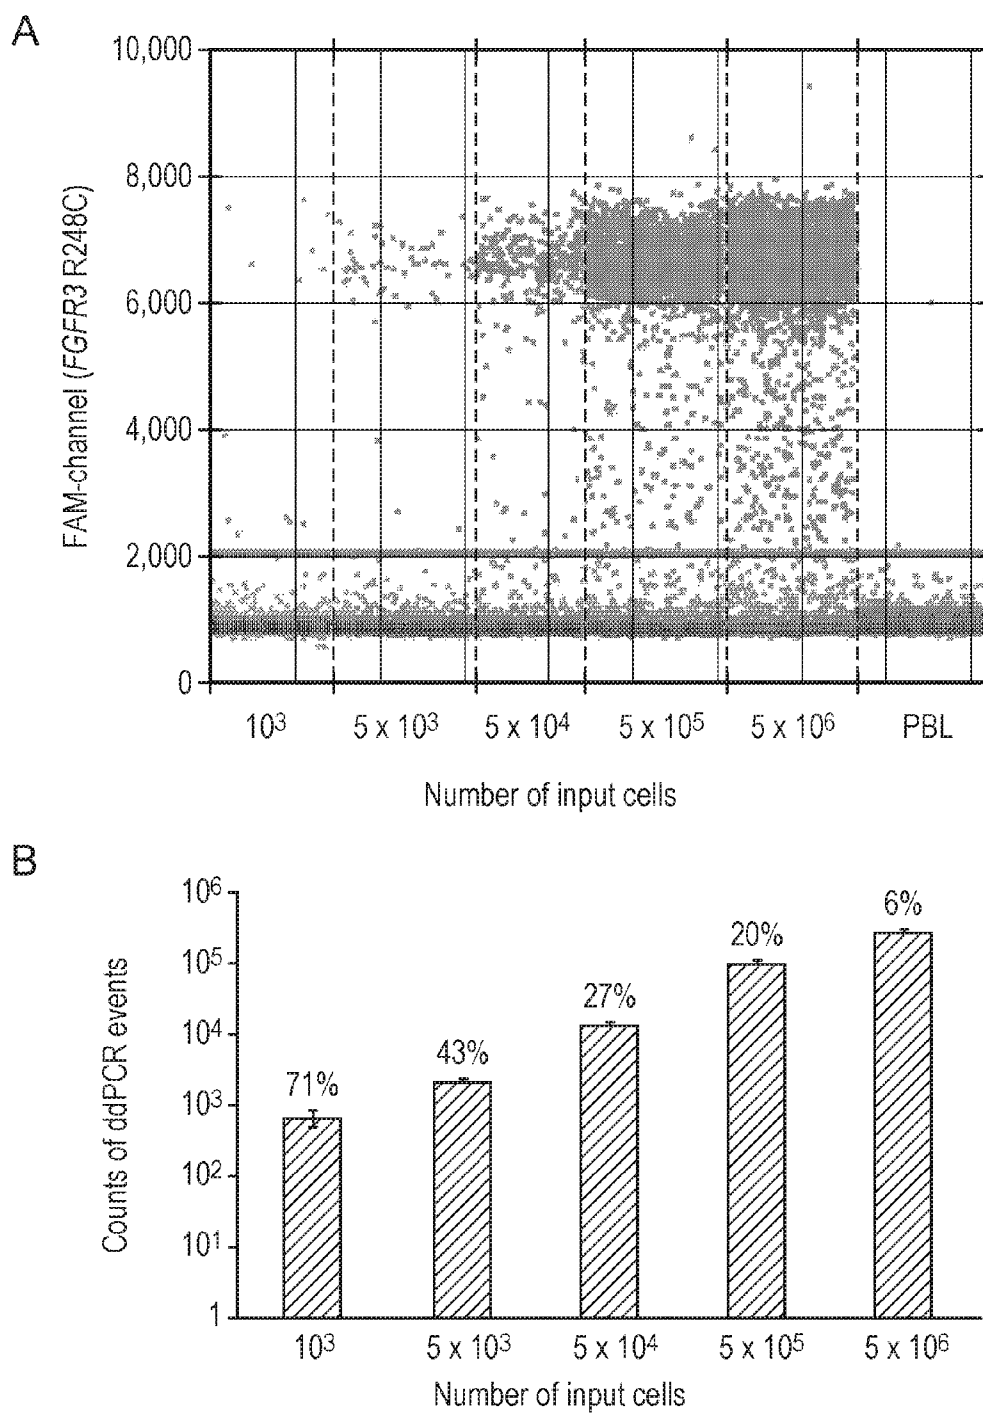 A
10,000
8,000
6,000
4,000
2,000
0
FAM-channel (FGFR3 R248C)
10³ 5 x 10³ 5 x 10⁴ 5 x 10⁵ 5 x 10⁶ PBL
Number of input cells
B
10⁶
10⁵
10⁴
10³
10²
10¹
1
Counts of ddPCR events
71% 43% 27% 20% 6%
10³ 5 x 10³ 5 x 10⁴ 5 x 10⁵ 5 x 10⁶
Number of input cells